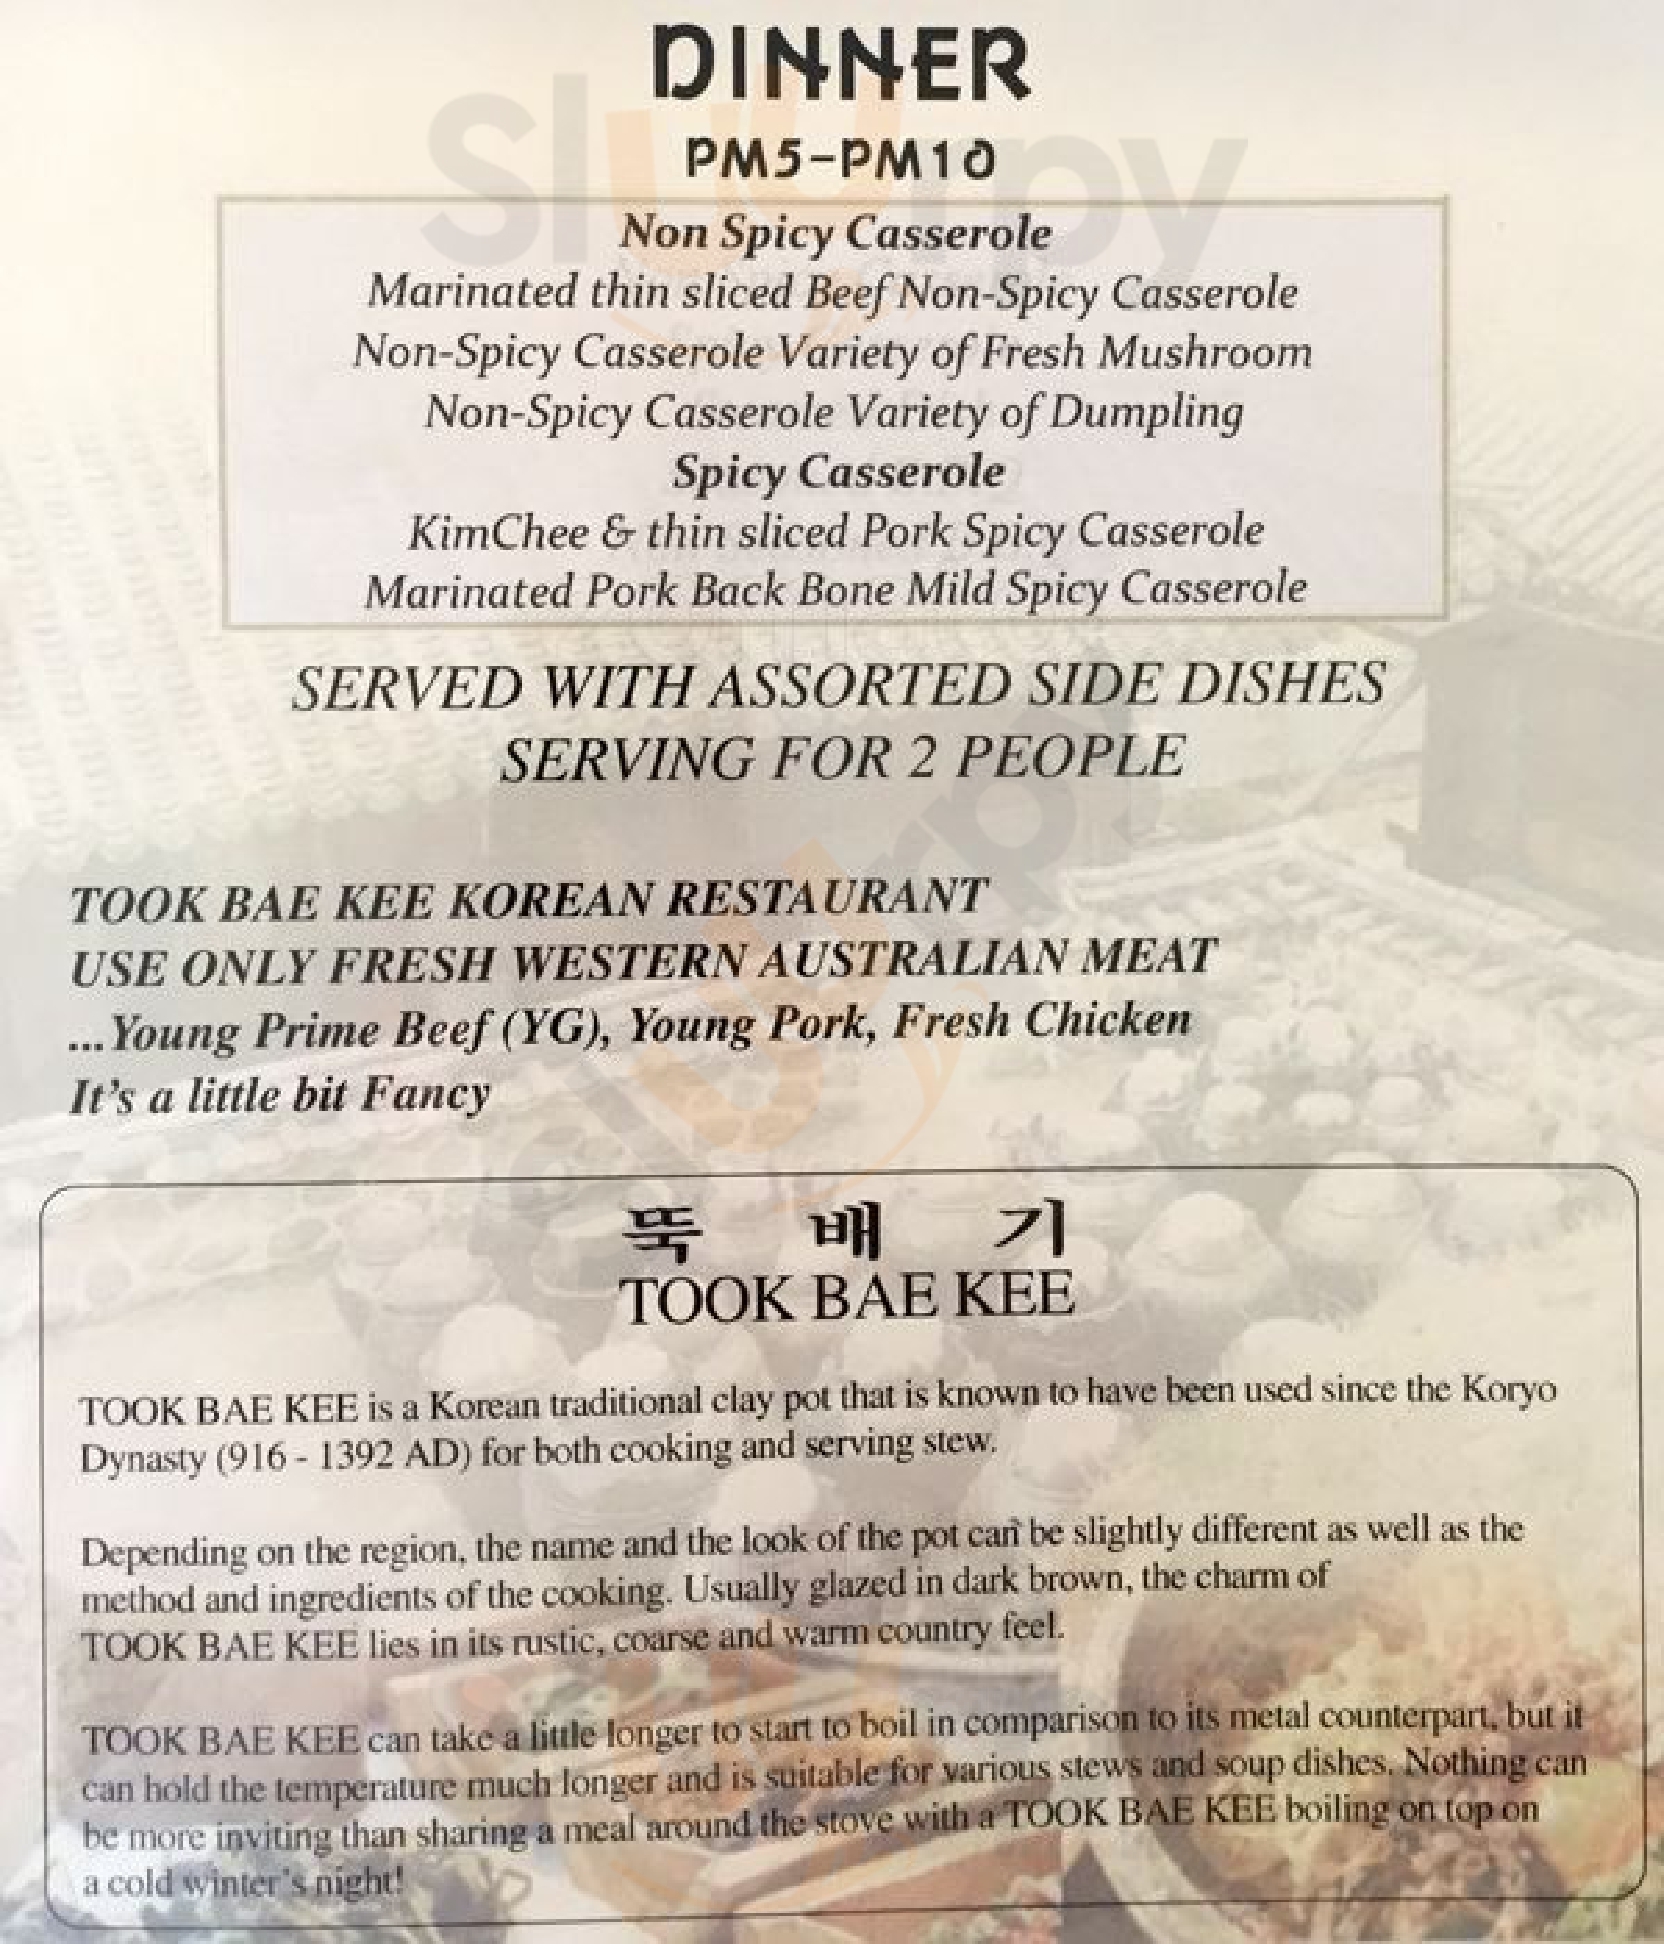 DINNER
PM5-PM10
Non Spicy Casserole
Marinated thin sliced Beef Non-Spicy Casserole
Non-Spicy Casserole Variety of Fresh Mushroom
Non-Spicy Casserole Variety of Dumpling
Spicy Casserole
KimChee & thin sliced Pork Spicy Casserole
Marinated Pork Back Bone Mild Spicy Casserole
SERVED WITH ASSORTED SIDE DISHES
SERVING FOR 2 PEOPLE
TOOK BAE KEE KOREAN RESTAURANT
USE ONLY FRESH WESTERN AUSTRALIAN MEAT
...Young Prime Beef (YG), Young Pork, Fresh Chicken
It's a little bit Fancy
뚝 배 기
TOOK BAE KEE
TOOK BAE KEE is a Korean traditional clay pot that is known to have been used since the Koryo
Dynasty (916 - 1392 AD) for both cooking and serving stew.
Depending on the region, the name and the look of the pot can be slightly different as well as the
method and ingredients of the cooking. Usually glazed in dark brown, the charm of
TOOK BAE KEE lies in its rustic, coarse and warm country feel.
TOOK BAE KEE can take a little longer to start to boil in comparison to its metal counterpart, but it
can hold the temperature much longer and is suitable for various stews and soup dishes. Nothing can
be more inviting than sharing a meal around the stove with a TOOK BAE KEE boiling on top on
a cold winter's night!
Sluurpy
Sluurpy